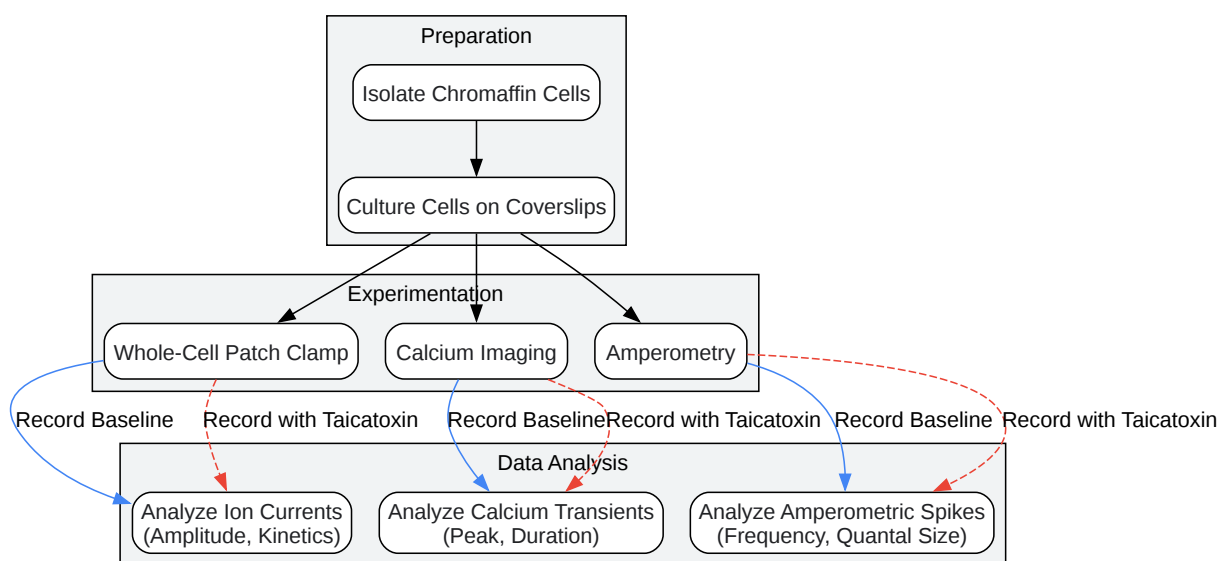 Preparation
Isolate Chromaffin Cells
Culture Cells on Coverslips
Experimentation
Whole-Cell Patch Clamp
Calcium Imaging
Amperometry
Record Baseline
Record with Taicatoxin
Record Baseline
Record with Taicatoxin
Record Baseline
Record with Taicatoxin
Data Analysis
Analyze Ion Currents
(Amplitude, Kinetics)
Analyze Calcium Transients
(Peak, Duration)
Analyze Amperometric Spikes
(Frequency, Quantal Size)